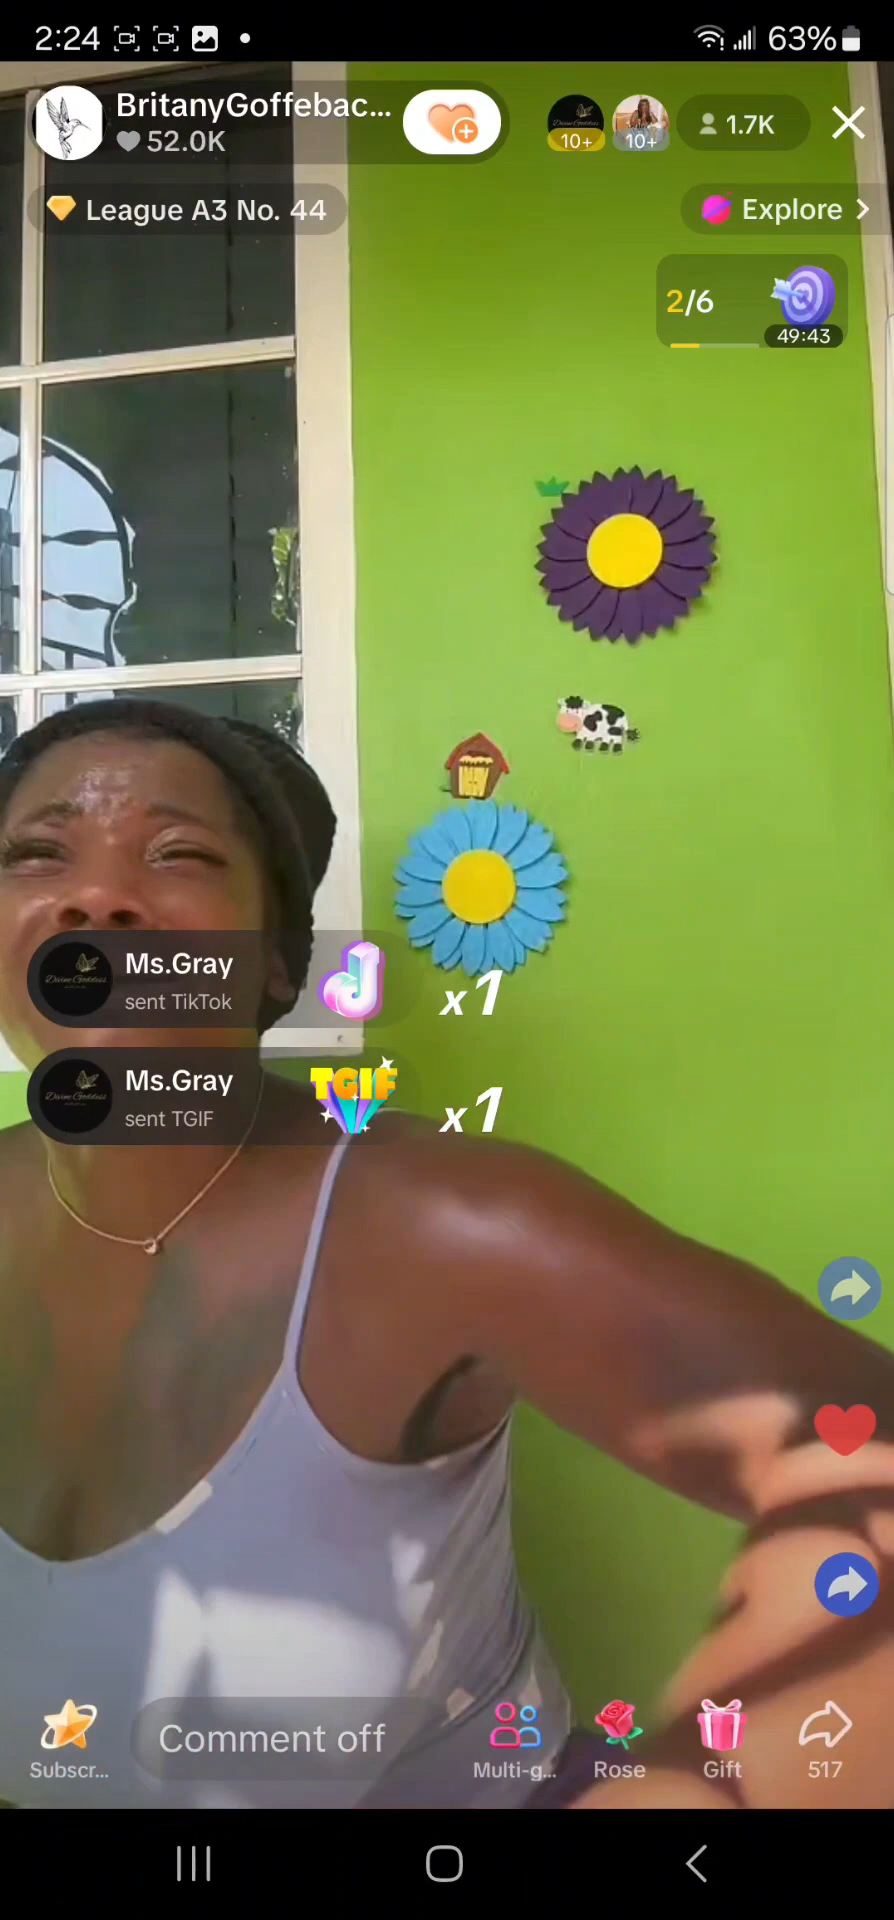 2:24
63%
BritanyGoffebac...
52.0K
10+
10+
1.7K
League A3 No. 44
Explore
2/6
49:43
Ms.Gray
sent TikTok
x1
Ms.Gray
sent TGIF
TGIF
x1
Subscr...
Comment off
Multi-g...
Rose
Gift
517